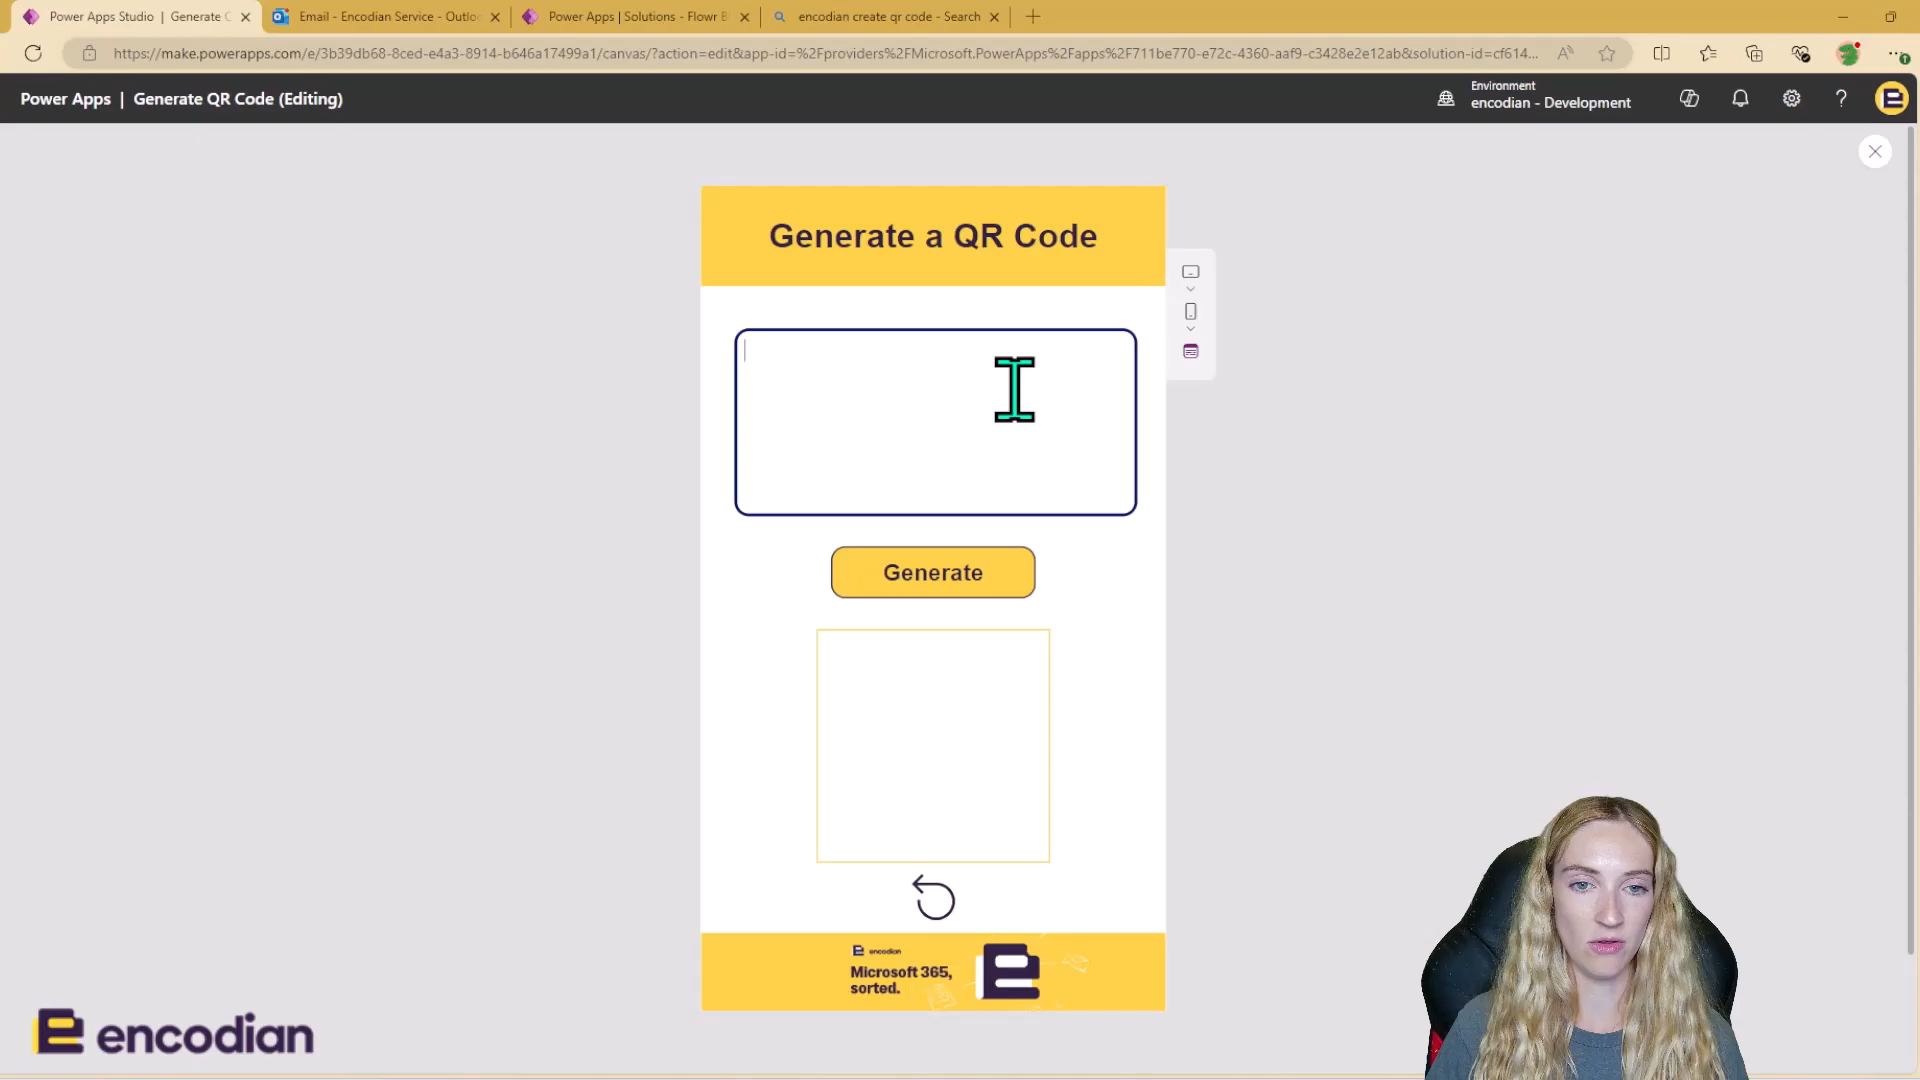 Power Apps Studio | Generate
Email - Encodian Service - Outlo
Power Apps | Solutions - Flowr
encodian create qr code - Search
https://make.powerapps.com/e/3b39db68-8ced-e4a3-8914-b646a17499a1/canvas/?action=edit&app-id=%2Fproviders%2FMicrosoft.PowerApps%2Fapps%2F711be770-e72c-4360-aaf9-c3428e2e12ab&solution-id=cf614...
Power Apps | Generate QR Code (Editing)
Environment
encodian - Development
Generate a QR Code
Generate
encodian
Microsoft 365,
sorted.
encodian